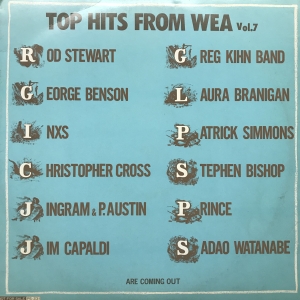 TOP HITS FROM WEA Vol.7
ROD STEWART
GREG KIHN BAND
GEORGE BENSON
LAURA BRANIGAN
INXS
PATRICK SIMMONS
CHRISTOPHER CROSS
STEPHEN BISHOP
J INGRAM & P. AUSTIN
PRINCE
JIM CAPALDI
SADAO WATANABE
ARE COMING OUT